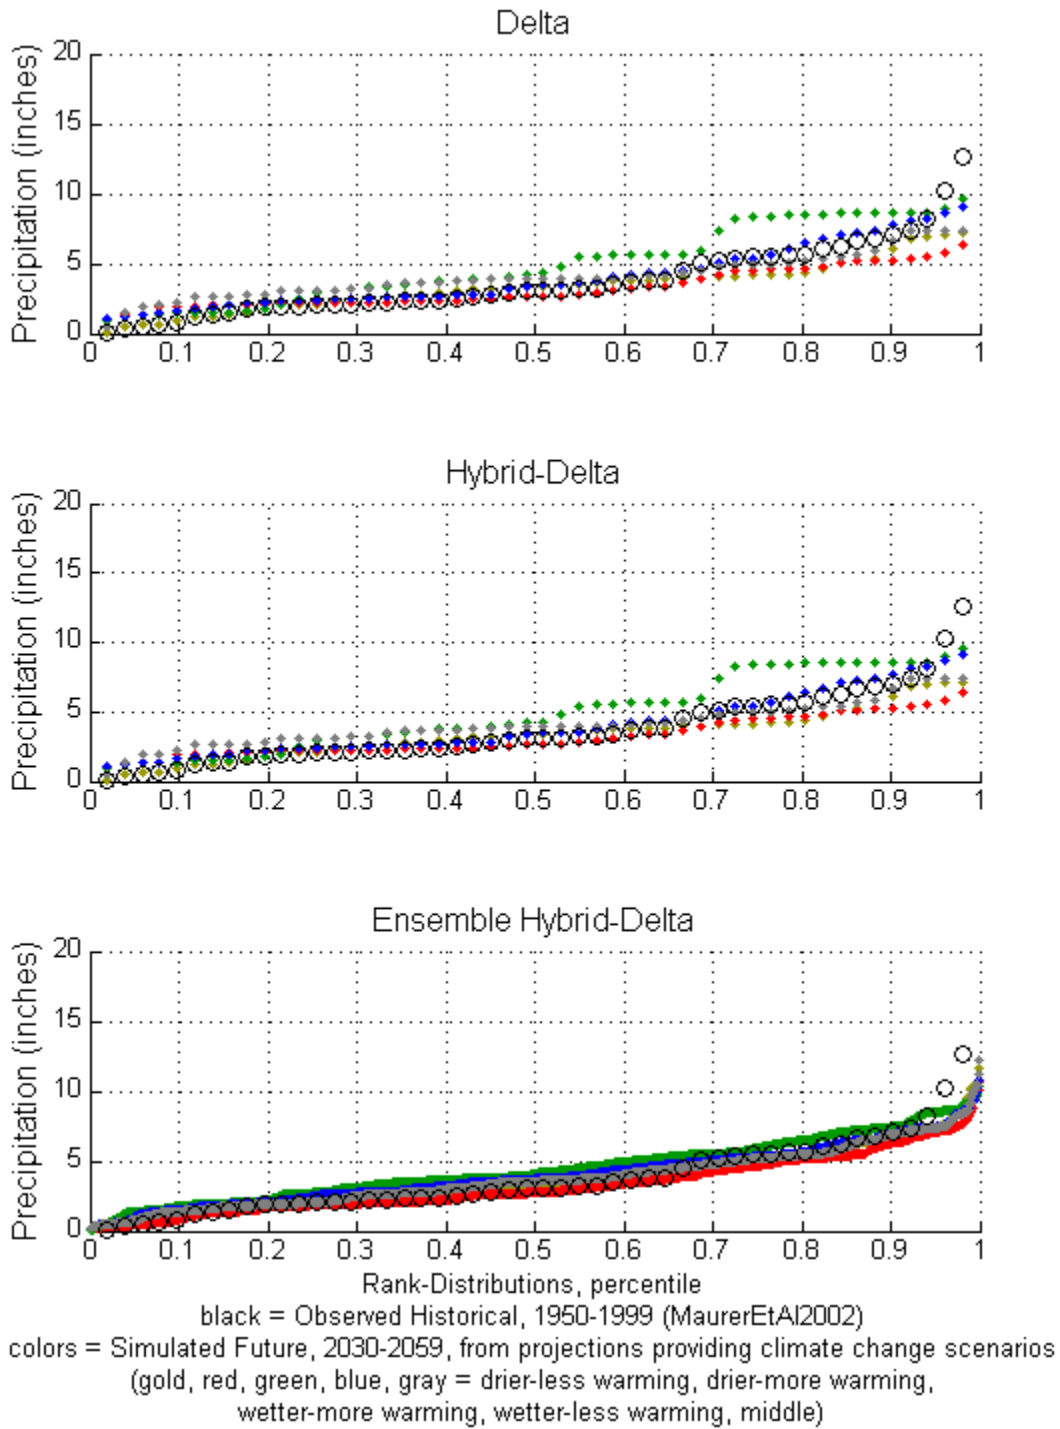 Delta
Precipitation (inches)
20
15
10
5
0
0 0.1 0.2 0.3 0.4 0.5 0.6 0.7 0.8 0.9 1
Hybrid-Delta
Precipitation (inches)
20
15
10
5
0
0 0.1 0.2 0.3 0.4 0.5 0.6 0.7 0.8 0.9 1
Ensemble Hybrid-Delta
Precipitation (inches)
20
15
10
5
0
0 0.1 0.2 0.3 0.4 0.5 0.6 0.7 0.8 0.9 1
Rank-Distributions, percentile
black = Observed Historical, 1950-1999 (MaurerEtAl2002)
colors = Simulated Future, 2030-2059, from projections providing climate change scenarios
(gold, red, green, blue, gray = drier-less warming, drier-more warming,
wetter-more warming, wetter-less warming, middle)